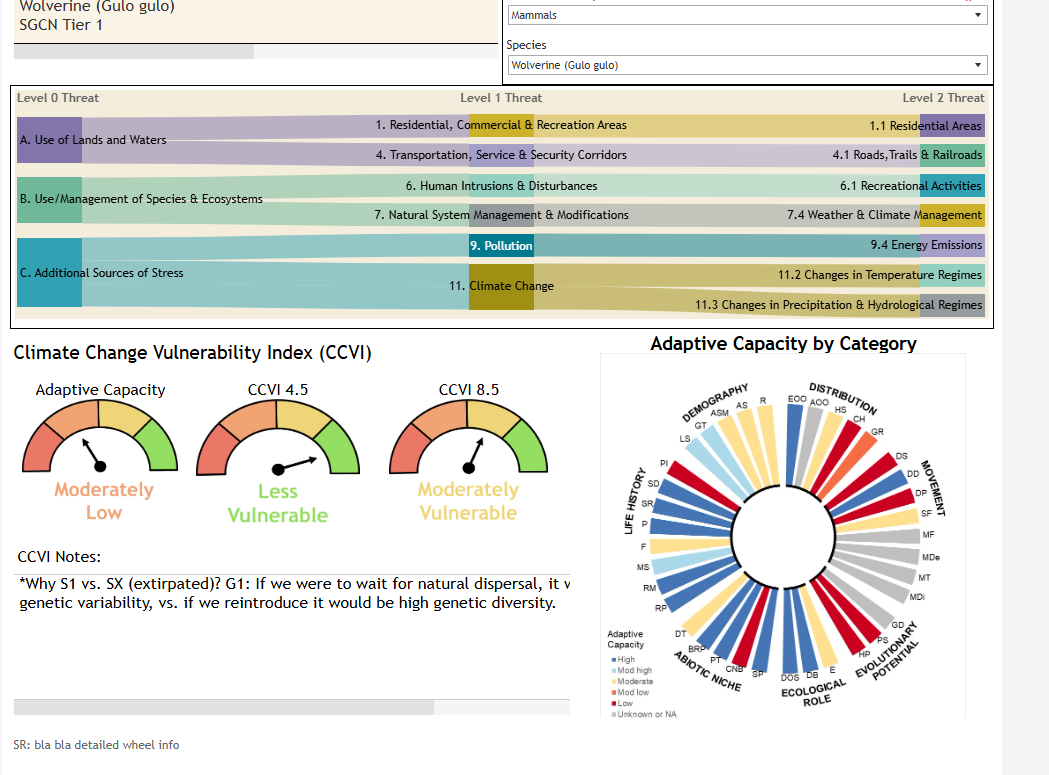 Wolverine (Gulo gulo)
SGCN Tier 1
Mammals
Species
Wolverine (Gulo gulo)
Level 0 Threat
Level 1 Threat
Level 2 Threat
A. Use of Lands and Waters
1. Residential, Commercial & Recreation Areas
1.1 Residential Areas
4. Transportation, Service & Security Corridors
4.1 Roads,Trails & Railroads
B. Use/Management of Species & Ecosystems
6. Human Intrusions & Disturbances
6.1 Recreational Activities
7. Natural System Management & Modifications
7.4 Weather & Climate Management
C. Additional Sources of Stress
9. Pollution
9.4 Energy Emissions
11. Climate Change
11.2 Changes in Temperature Regimes
11.3 Changes in Precipitation & Hydrological Regimes
Climate Change Vulnerability Index (CCVI)
Adaptive Capacity
CCVI 4.5
CCVI 8.5
Moderately
Low
Less
Vulnerable
Moderately
Vulnerable
CCVI Notes:
*Why S1 vs. SX (extirpated)? G1: If we were to wait for natural dispersal, it
genetic variability, vs. if we reintroduce it would be high genetic diversity.
Adaptive Capacity by Category
DISTRIBUTION
EOO
AOO
HS
CH
GR
MOVEMENT
DS
DD
DP
SF
MF
MDe
MT
MDi
EVOLUTIONARY
POTENTIAL
GD
PS
HP
ECOLOGICAL
ROLE
E
DB
DOS
ABIOTIC NICHE
SP
CNB
PT
BRP
DT
LIFE HISTORY
RP
RM
MS
F
P
SR
SD
PI
DEMOGRAPHY
LS
GT
ASM
AS
R
Adaptive
Capacity
High
Mod high
Moderate
Mod low
Low
Unknown or NA
SR: bla bla detailed wheel info